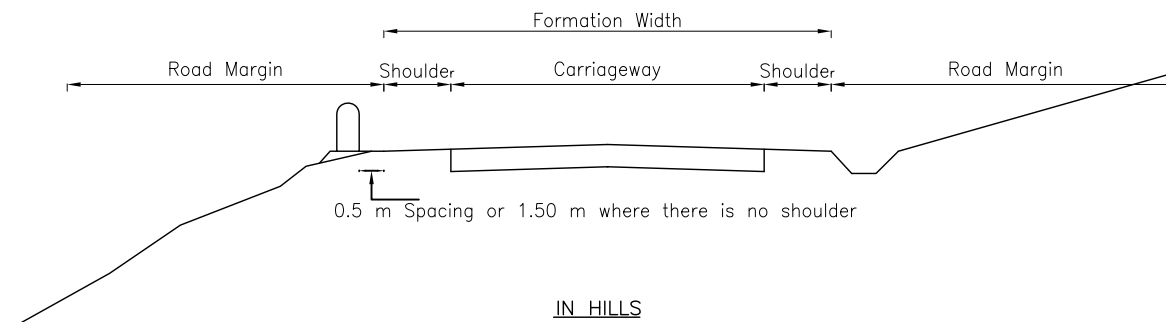 Formation Width
Road Margin
Shoulder
Carriageway
Shoulder
Road Margin
0.5 m Spacing or 1.50 m where there is no shoulder
IN HILLS